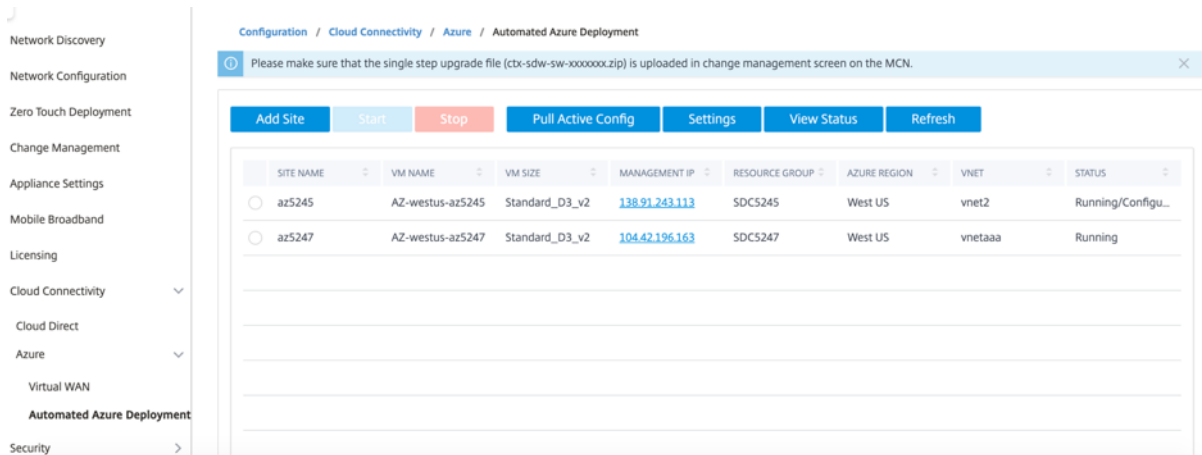 Network Discovery
Network Configuration
Zero Touch Deployment
Change Management
Appliance Settings
Mobile Broadband
Licensing
Cloud Connectivity
Cloud Direct
Azure
Virtual WAN
Automated Azure Deployment
Security
Configuration / Cloud Connectivity / Azure / Automated Azure Deployment
Please make sure that the single step upgrade file (ctx-sdw-sw-xxxxxxx.zip) is uploaded in change management screen on the MCN.
Add Site Start Stop Pull Active Config Settings View Status Refresh
SITE NAME VM NAME VM SIZE MANAGEMENT IP RESOURCE GROUP AZURE REGION VNET STATUS
az5245 AZ-westus-az5245 Standard_D3_v2 138.91.243.113 SDC5245 West US vnet2 Running/Configu...
az5247 AZ-westus-az5247 Standard_D3_v2 104.42.196.163 SDC5247 West US vnetaaa Running